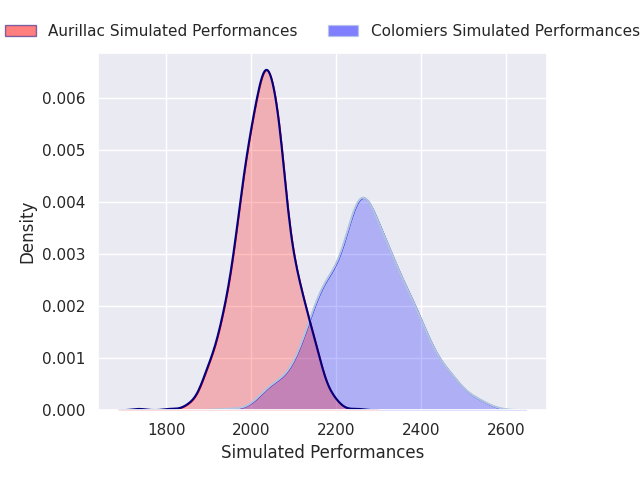 Aurillac Simulated Performances
Colomiers Simulated Performances
Density
0.006
0.005
0.004
0.003
0.002
0.001
0.000
1800 2000 2200 2400 2600
Simulated Performances